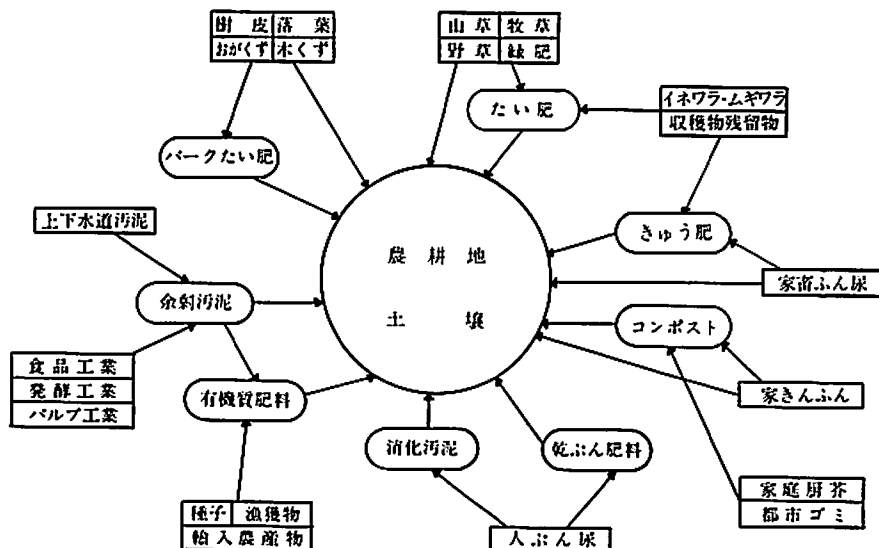 樹皮 落葉
おがくず 木くず
山草 牧草
野草 緑肥
たい肥
イネワラ・ムギワラ
収穫物残留物
バークたい肥
上下水道汚泥
きゅう肥
農耕地
土壌
家畜ふん尿
余剰汚泥
コンポスト
食品工業
発酵工業
パルプ工業
有機質肥料
家きんふん
消化汚泥
乾ぷん肥料
家庭厨芥
都市ゴミ
種子 漁獲物
輸入農産物
人ぷん尿